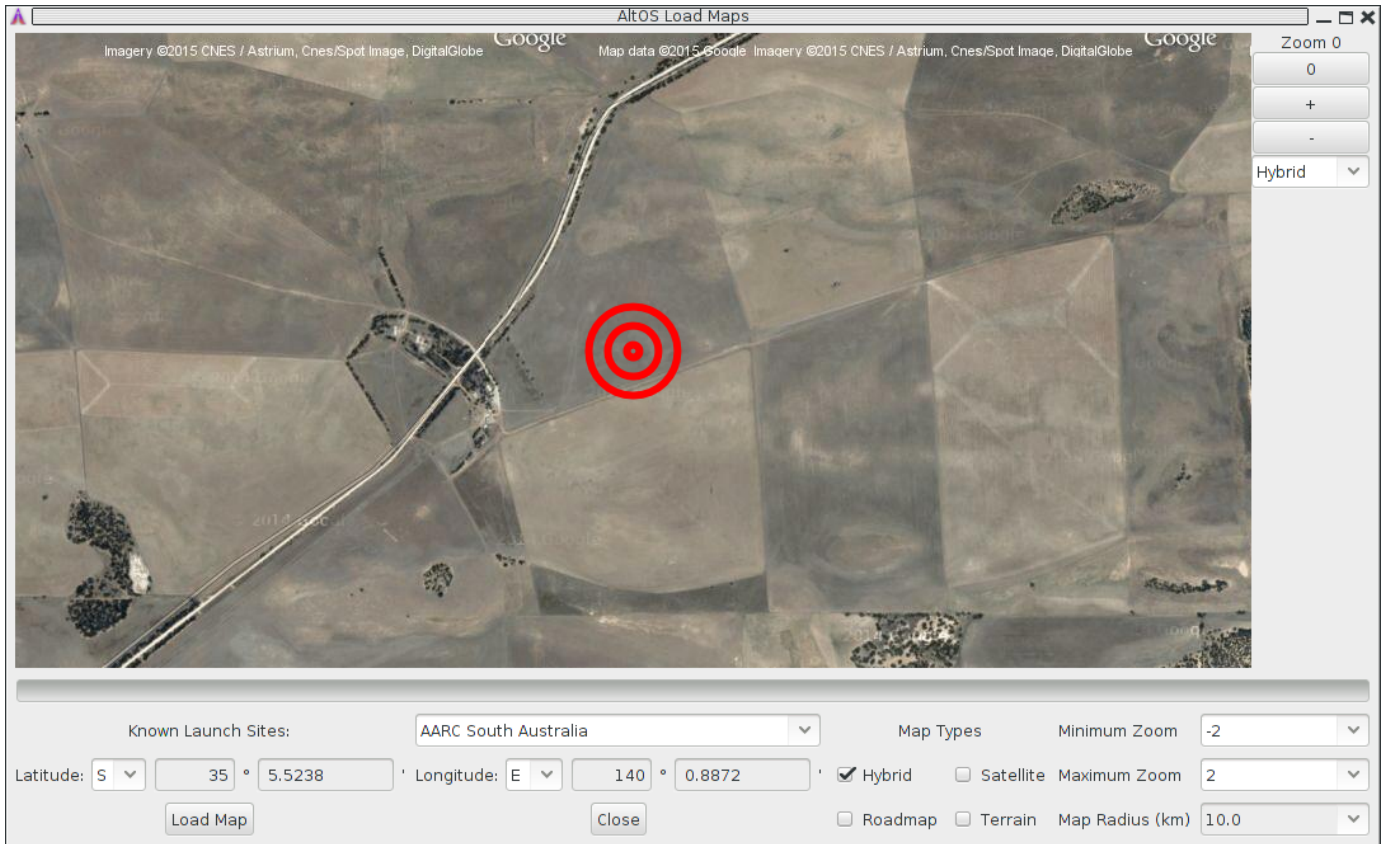 AltOS Load Maps
Imagery ©2015 CNES / Astrium, Cnes/Spot Image, DigitalGlobe
Google
Map data ©2015 Google Imagery ©2015 CNES / Astrium, Cnes/Spot Image, DigitalGlobe
Google
Zoom 0
0
+
-
Hybrid
Known Launch Sites: AARC South Australia Map Types Minimum Zoom -2
Latitude: S 35 ° 5.5238 ' Longitude: E 140 ° 0.8872 ' Hybrid Satellite Maximum Zoom 2
Load Map Close Roadmap Terrain Map Radius (km) 10.0